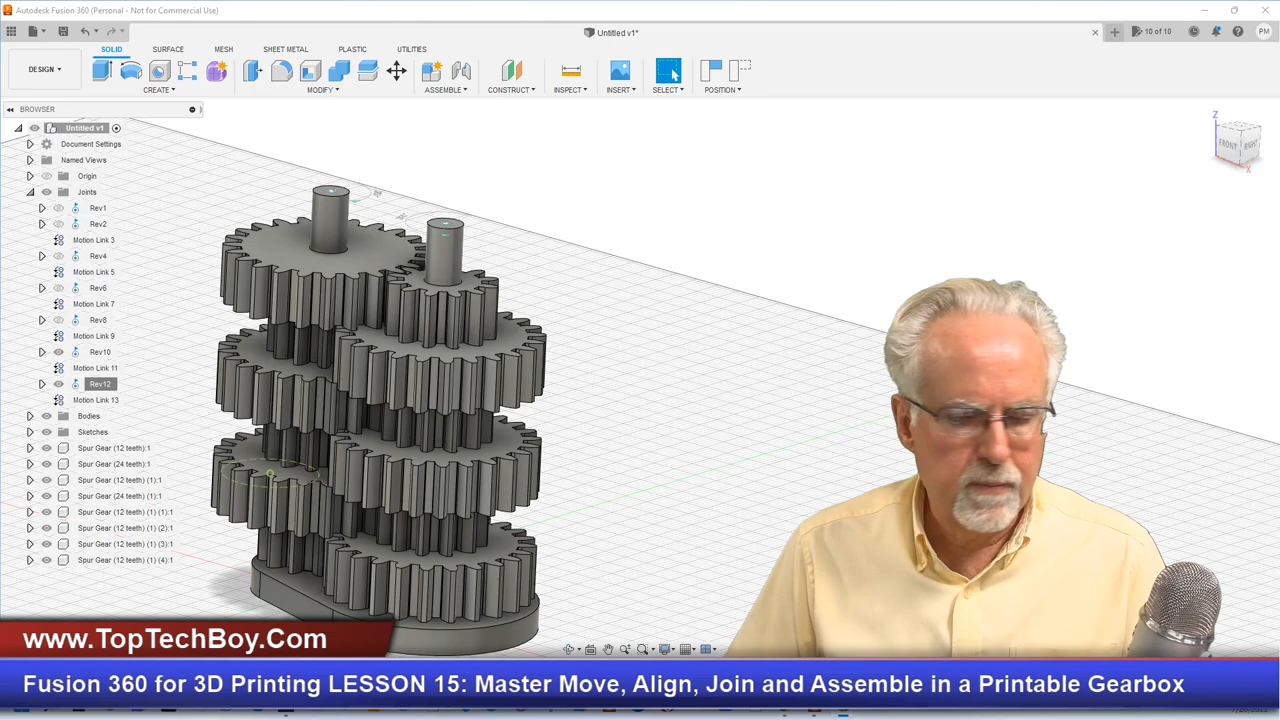 Autodesk Fusion 360 (Personal - Not for Commercial Use)
Untitled v1*
10 of 10
PM
SOLID SURFACE MESH SHEET METAL PLASTIC UTILITIES
DESIGN
CREATE MODIFY ASSEMBLE CONSTRUCT INSPECT INSERT SELECT POSITION
BROWSER
Untitled v1
Document Settings
Named Views
Origin
Joints
Rev1
Rev2
Motion Link 3
Rev4
Motion Link 5
Rev6
Motion Link 7
Rev8
Motion Link 9
Rev10
Motion Link 11
Rev12
Motion Link 13
Bodies
Sketches
Spur Gear (12 teeth):1
Spur Gear (24 teeth):1
Spur Gear (12 teeth) (1):1
Spur Gear (24 teeth) (1):1
Spur Gear (12 teeth) (1) (1):1
Spur Gear (12 teeth) (1) (2):1
Spur Gear (12 teeth) (1) (3):1
Spur Gear (12 teeth) (1) (4):1
Z
FRONT RIGHT
X
www.TopTechBoy.Com
Fusion 360 for 3D Printing LESSON 15: Master Move, Align, Join and Assemble in a Printable Gearbox